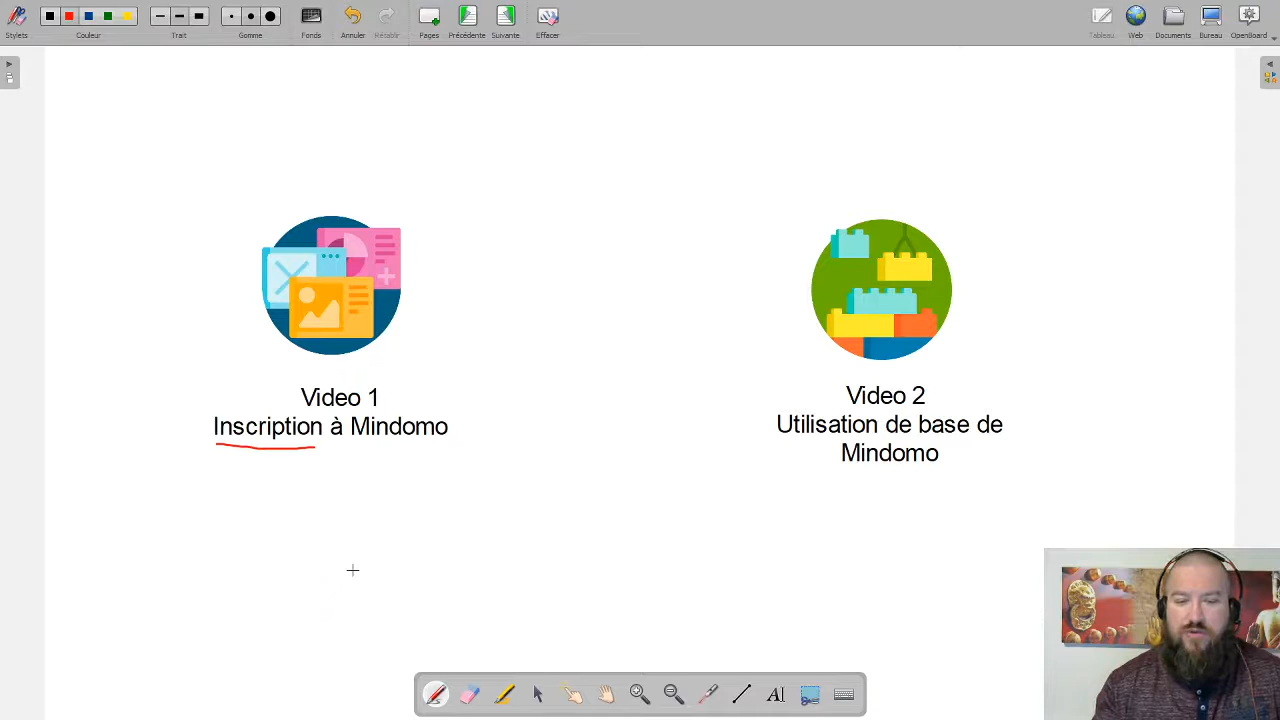 Stylets
Couleur
Trait
Gomme
Fonds
Annuler
Rétablir
Pages
Précédente
Suivante
Effacer
Tableau
Web
Documents
Bureau
OpenBoard
Video 1
Inscription à Mindomo
Video 2
Utilisation de base de
Mindomo